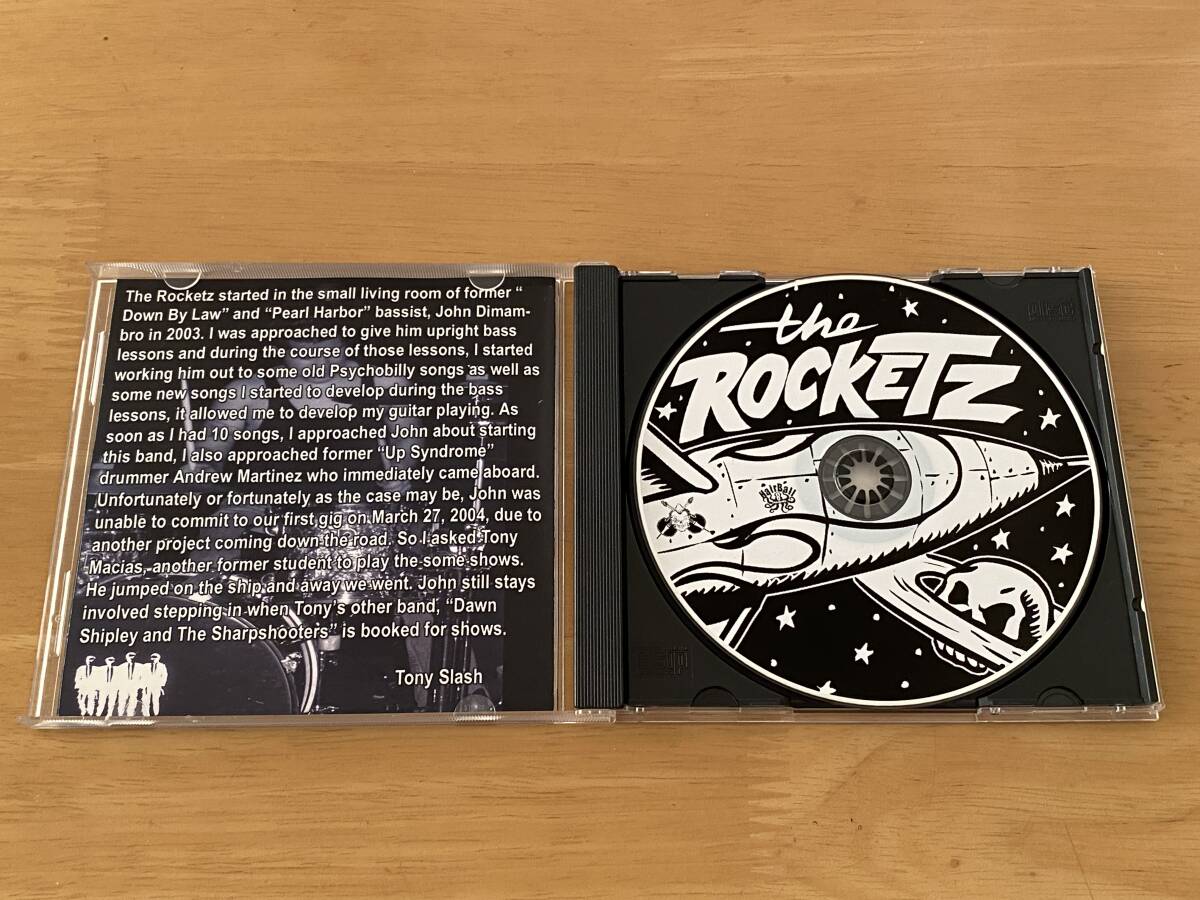 The Rocketz started in the small living room of former “
Down By Law” and “Pearl Harbor” bassist, John Dimam-
bro in 2003. I was approached to give him upright bass
lessons and during the course of those lessons, I started
working him out to some old Psychobilly songs as well as
some new songs I started to develop during the bass
lessons, it allowed me to develop my guitar playing. As
soon as I had 10 songs, I approached John about starting
this band, I also approached former “Up Syndrome”
drummer Andrew Martinez who immediately came aboard.
Unfortunately or fortunately as the case may be, John was
unable to commit to our first gig on March 27, 2004, due to
another project coming down the road. So I asked Tony
Macias, another former student to play the some shows.
He jumped on the ship and away we went. John still stays
involved stepping in when Tony’s other band, “Dawn
Shipley and The Sharpshooters” is booked for shows.
Tony Slash
the
ROCKETZ
HairBall